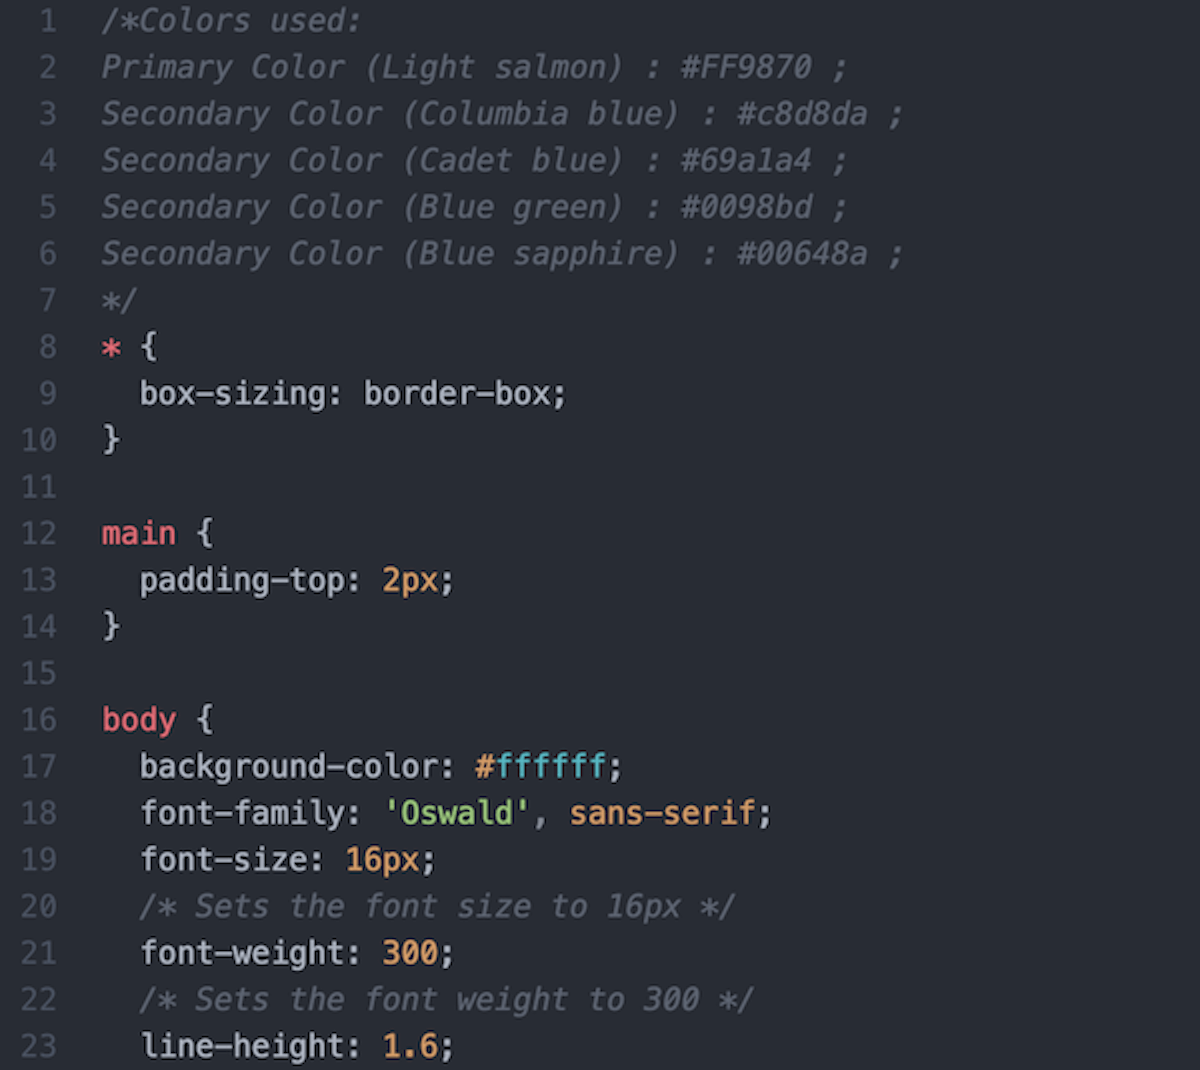 1 /*Colors used:
2 Primary Color (Light salmon) : #FF9870 ;
3 Secondary Color (Columbia blue) : #c8d8da ;
4 Secondary Color (Cadet blue) : #69a1a4 ;
5 Secondary Color (Blue green) : #0098bd ;
6 Secondary Color (Blue sapphire) : #00648a ;
7 */
8 * {
9   box-sizing: border-box;
10 }
11
12 main {
13   padding-top: 2px;
14 }
15
16 body {
17   background-color: #ffffff;
18   font-family: 'Oswald', sans-serif;
19   font-size: 16px;
20   /* Sets the font size to 16px */
21   font-weight: 300;
22   /* Sets the font weight to 300 */
23   line-height: 1.6;